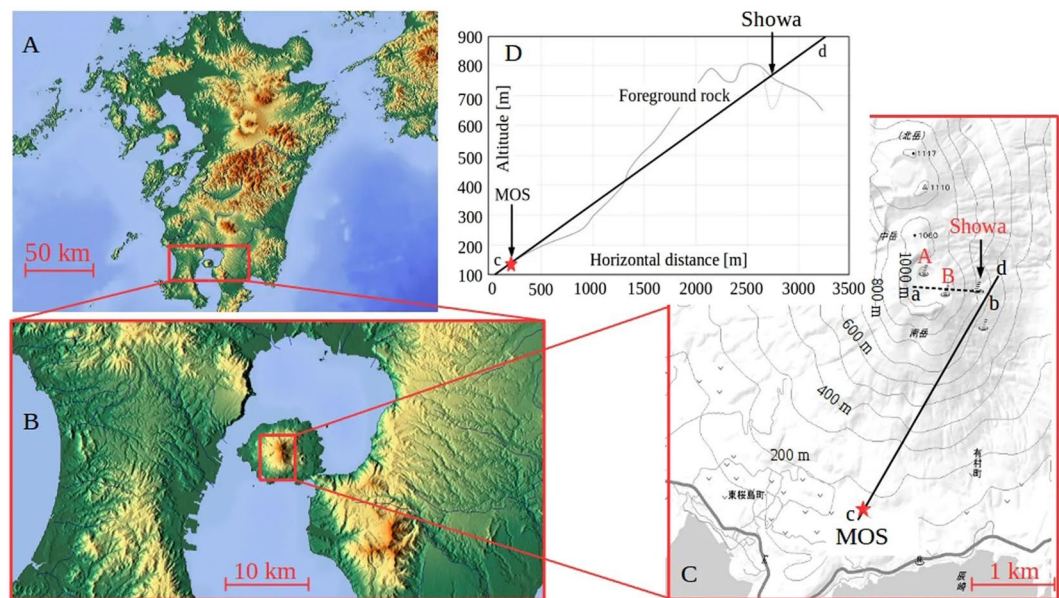 A
50 km
B
10 km
D
Showa
900
800
700
600
500
400
300
200
100
Altitude [m]
Foreground rock
d
MOS
c
Horizontal distance [m]
0
500
1000
1500
2000
2500
3000
3500
(北岳)
1117
1110
中岳
1060
Showa
A
B
1000 m
800 m
a
b
d
南岳
600 m
400 m
200 m
東桜島町
有村町
c
MOS
C
辰崎
1 km